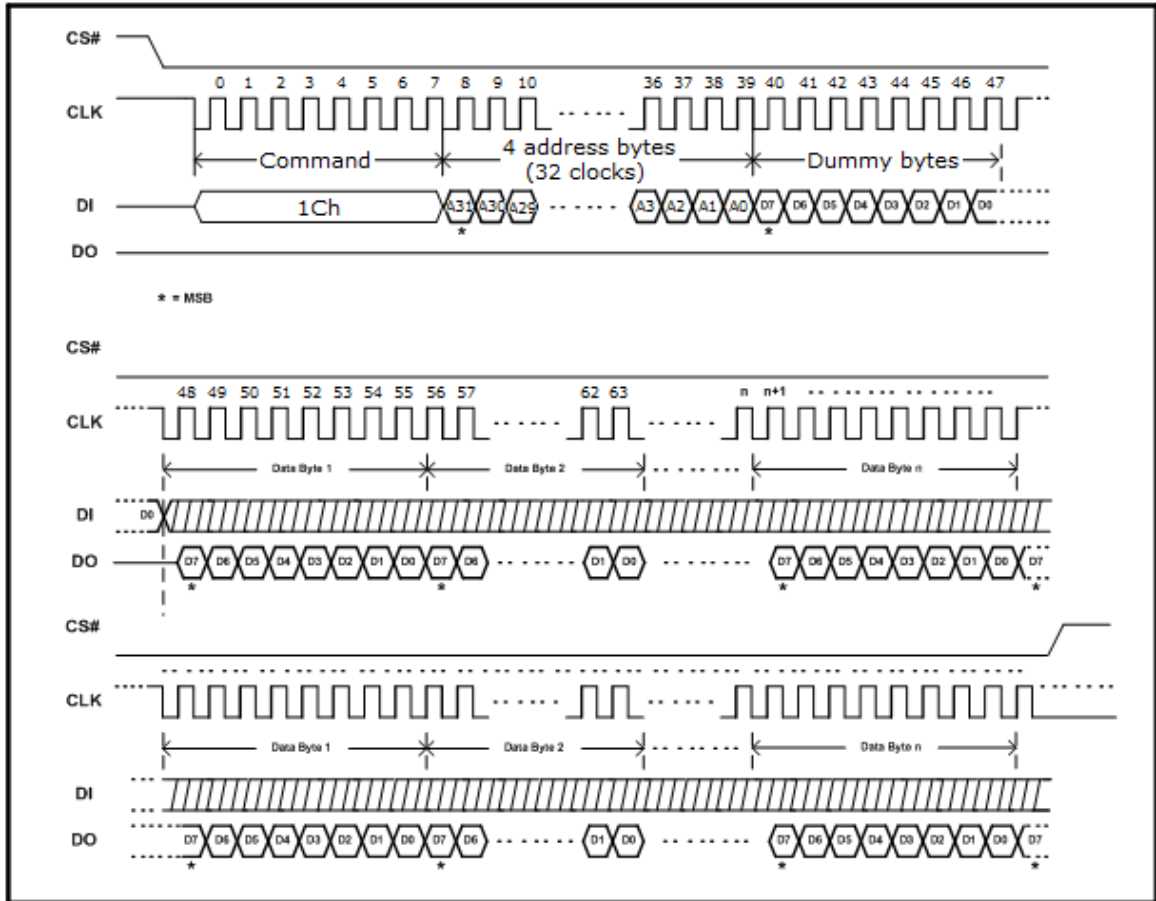 CS#
0 1 2 3 4 5 6 7 8 9 10 36 37 38 39 40 41 42 43 44 45 46 47
CLK
Command 4 address bytes Dummy bytes
(32 clocks)
DI 1Ch A31 A30 A29 A3 A2 A1 A0 D7 D6 D5 D4 D3 D2 D1 D0
* *
DO
* = MSB
CS#
48 49 50 51 52 53 54 55 56 57 62 63 n n+1
CLK
Data Byte 1 Data Byte 2 Data Byte n
DI D0
DO D7 D6 D5 D4 D3 D2 D1 D0 D7 D6 D1 D0 D7 D6 D5 D4 D3 D2 D1 D0 D7
* * * *
CS#
CLK
Data Byte 1 Data Byte 2 Data Byte n
DI
DO D7 D6 D5 D4 D3 D2 D1 D0 D7 D6 D1 D0 D7 D6 D5 D4 D3 D2 D1 D0 D7
* * * *